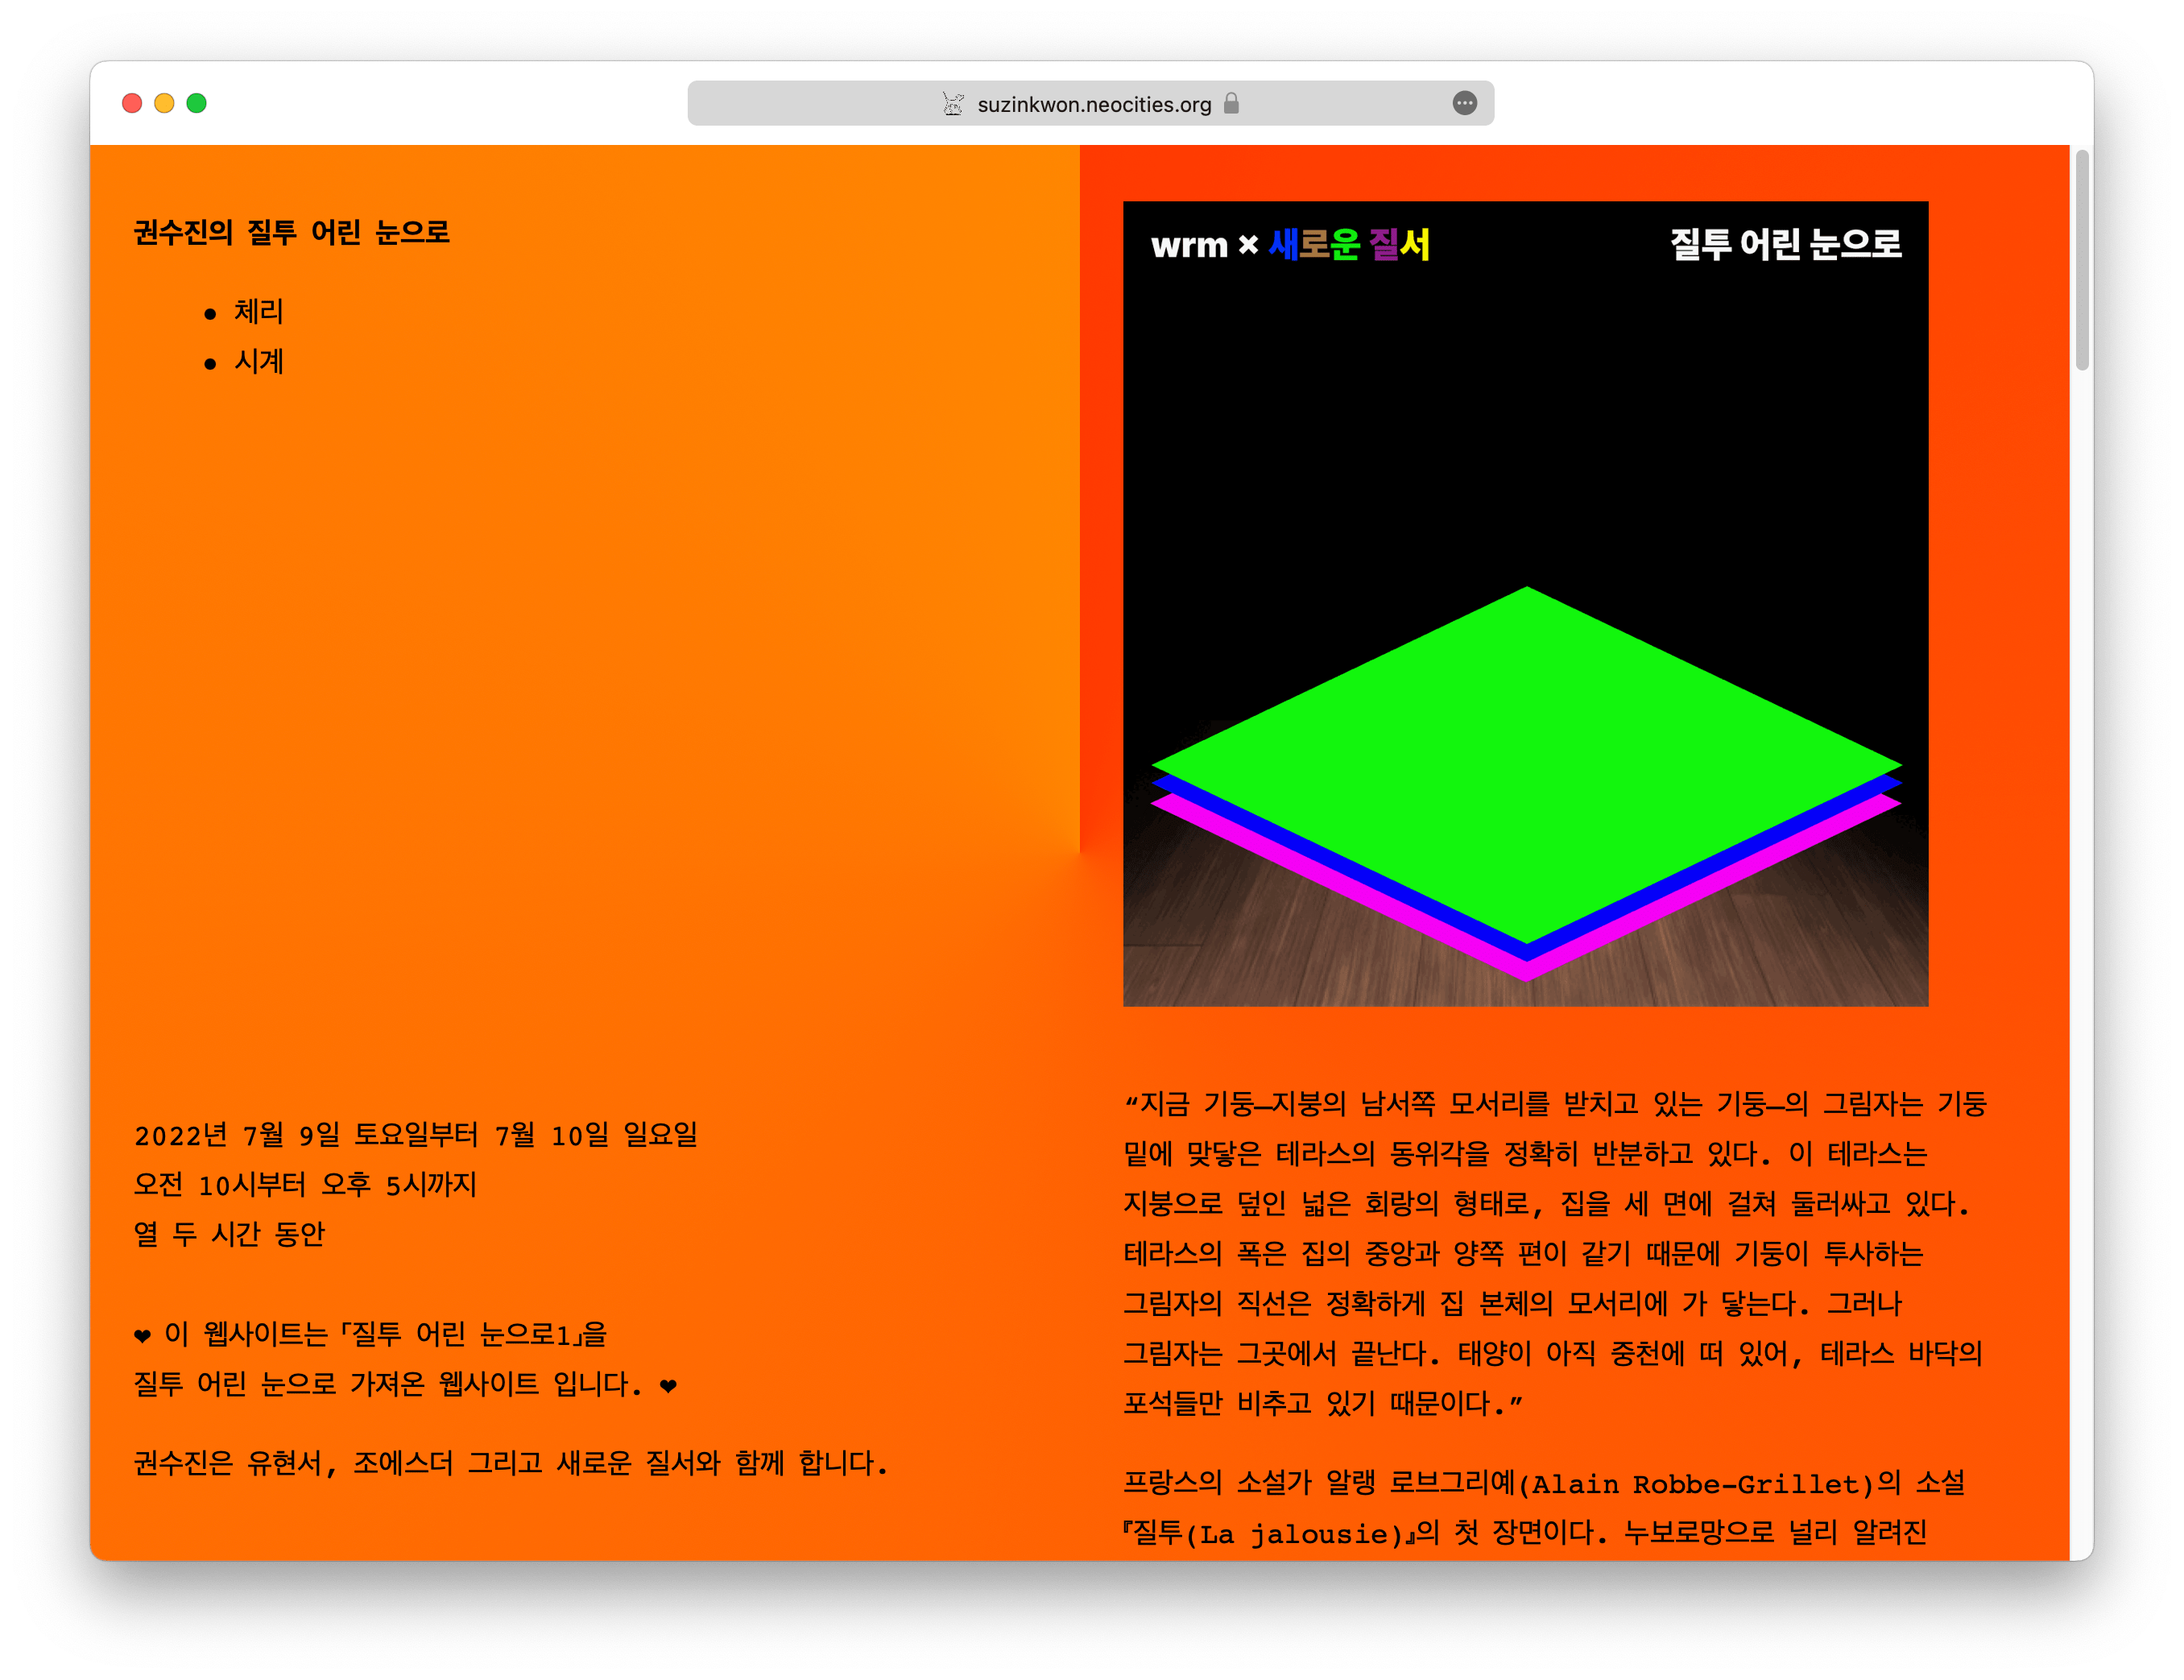 suzinkwon.neocities.org
권수진의 질투 어린 눈으로
• 체리
• 시계
2022년 7월 9일 토요일부터 7월 10일 일요일
오전 10시부터 오후 5시까지
열 두 시간 동안
❤ 이 웹사이트는 「질투 어린 눈으로1」을
질투 어린 눈으로 가져온 웹사이트 입니다. ❤
권수진은 유현서, 조에스더 그리고 새로운 질서와 함께 합니다.
wrm × 새로운 질서
질투 어린 눈으로
“지금 기둥—지붕의 남서쪽 모서리를 받치고 있는 기둥—의 그림자는 기둥
밑에 맞닿은 테라스의 동위각을 정확히 반분하고 있다. 이 테라스는
지붕으로 덮인 넓은 회랑의 형태로, 집을 세 면에 걸쳐 둘러싸고 있다.
테라스의 폭은 집의 중앙과 양쪽 편이 같기 때문에 기둥이 투사하는
그림자의 직선은 정확하게 집 본체의 모서리에 가 닿는다. 그러나
그림자는 그곳에서 끝난다. 태양이 아직 중천에 떠 있어, 테라스 바닥의
포석들만 비추고 있기 때문이다.”
프랑스의 소설가 알랭 로브그리예(Alain Robbe-Grillet)의 소설
『질투(La jalousie)』의 첫 장면이다. 누보로망으로 널리 알려진